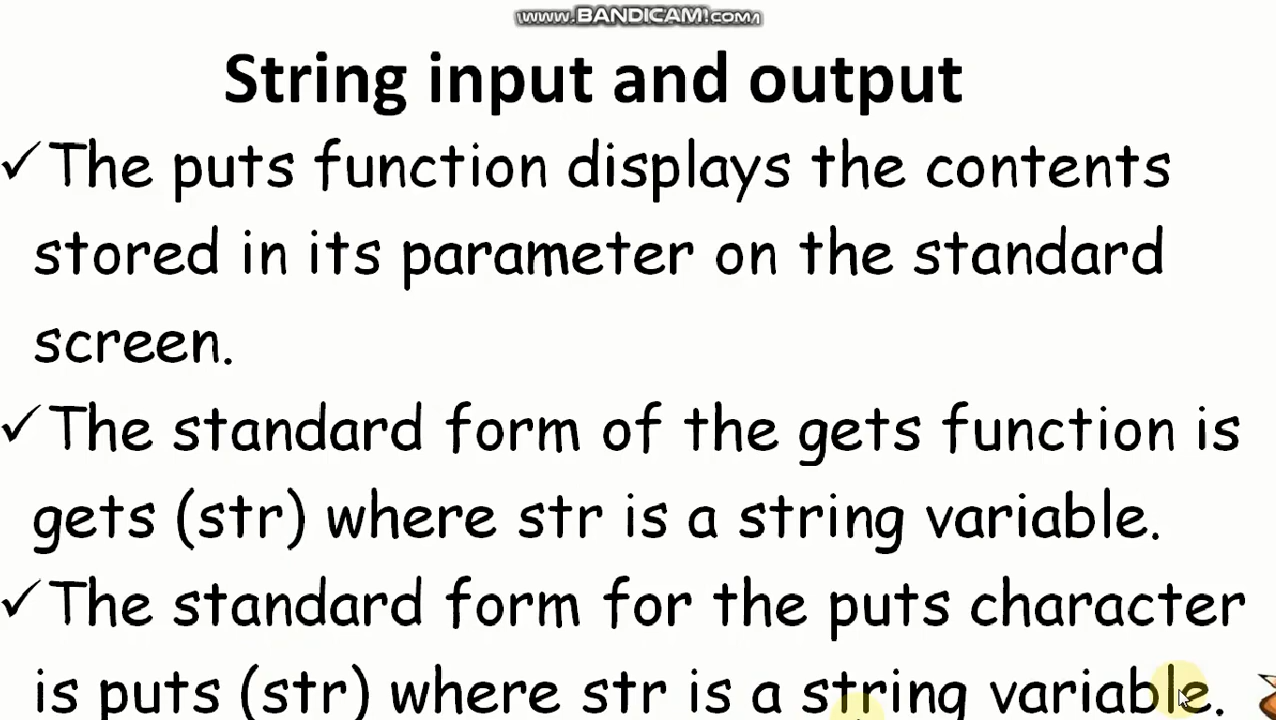 www.BANDICAM.com
String input and output
✓The puts function displays the contents
stored in its parameter on the standard
screen.
✓The standard form of the gets function is
gets (str) where str is a string variable.
✓The standard form for the puts character
is puts (str) where str is a string variable.